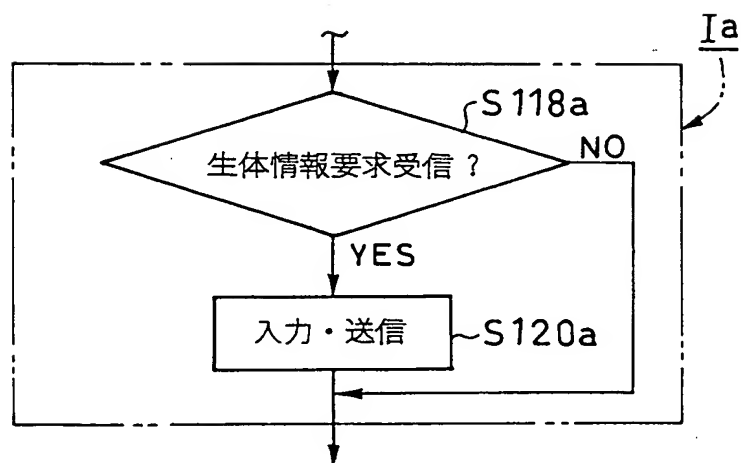 Ia
S118a
生体情報要求受信？
NO
YES
入力・送信
S120a